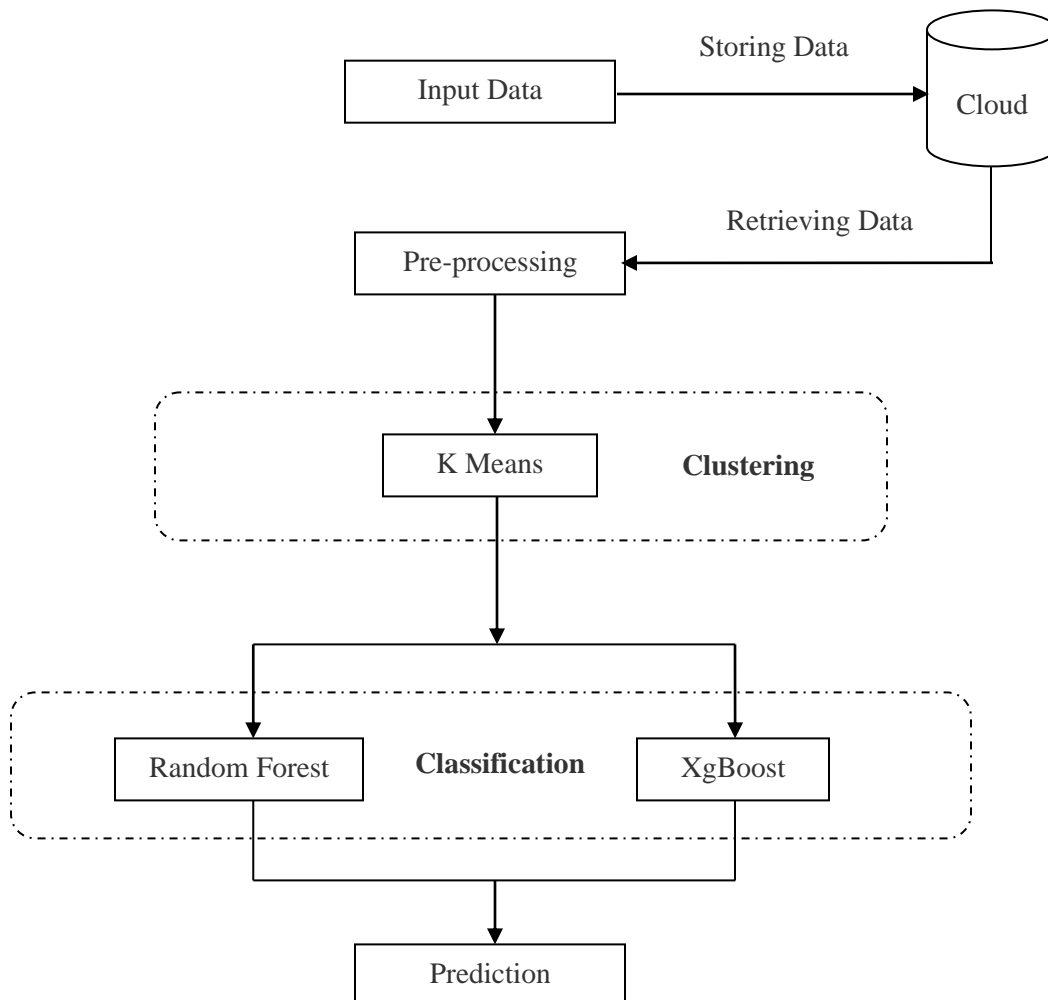 Storing Data
Input Data
Cloud
Retrieving Data
Pre-processing
K Means
Clustering
Random Forest
Classification
XgBoost
Prediction